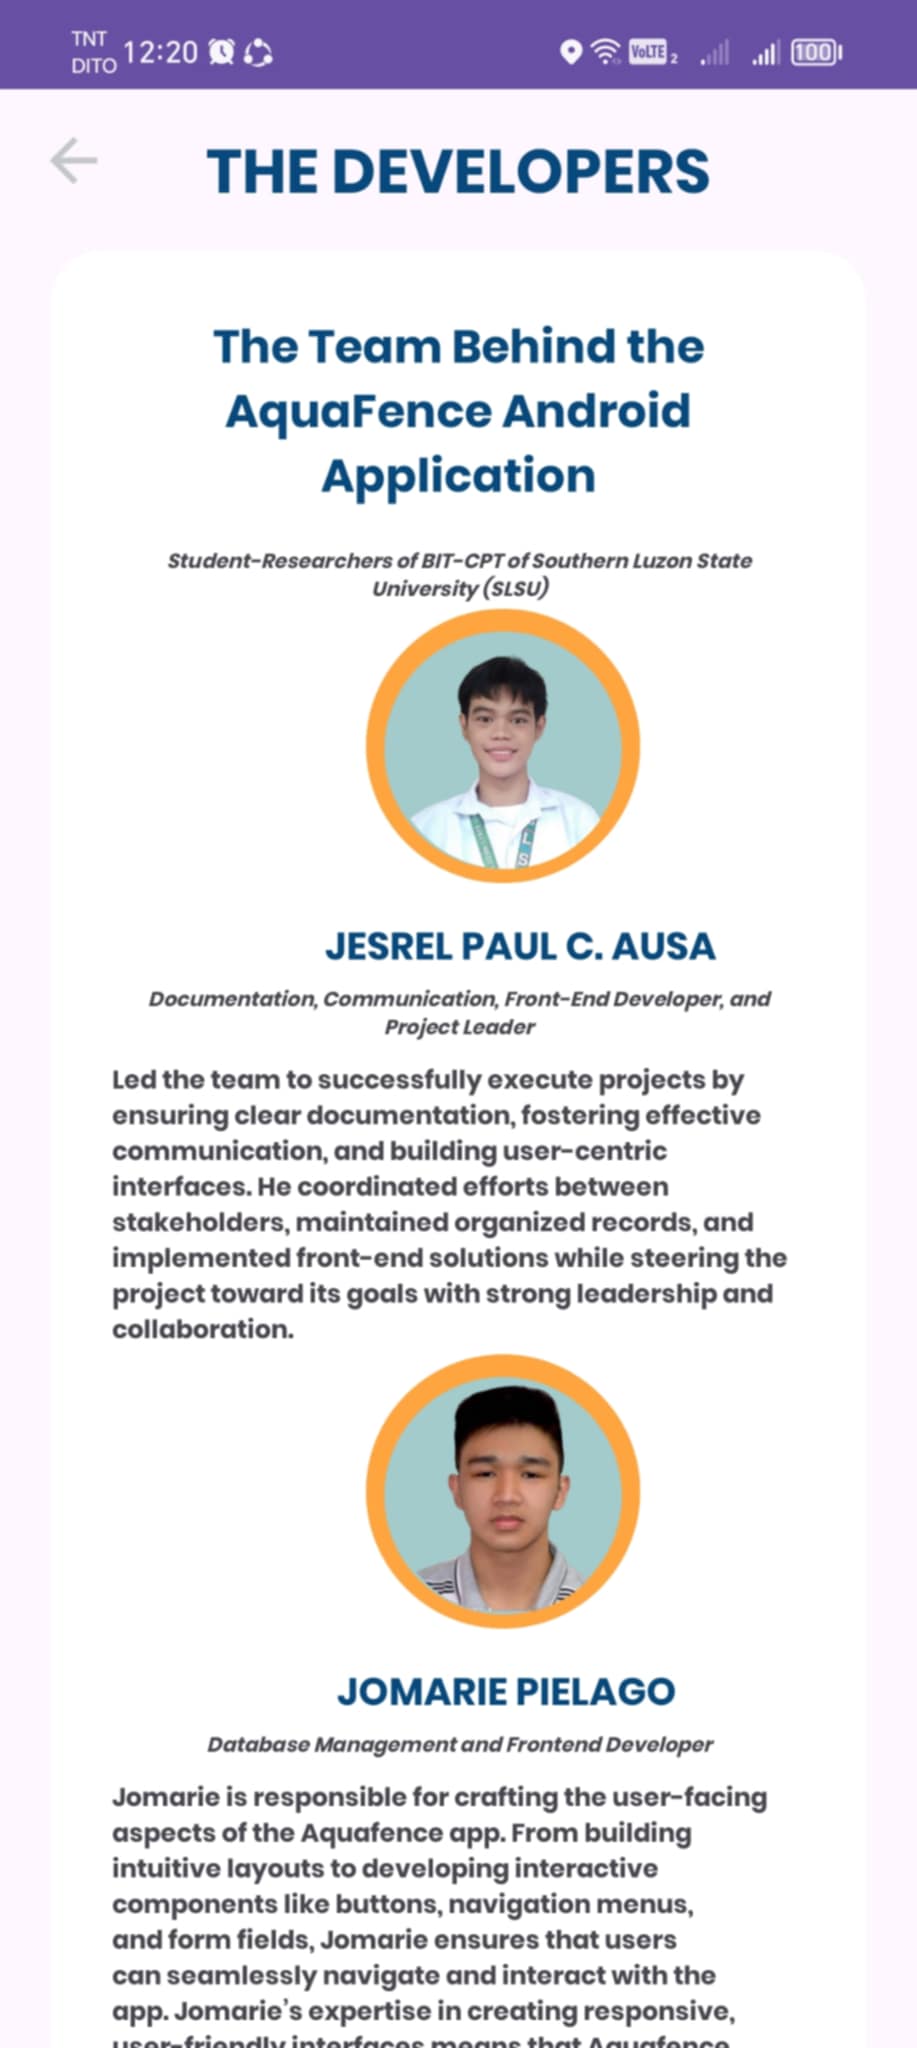 TNT
DITO
12:20
VoLTE 2
100
THE DEVELOPERS
The Team Behind the
AquaFence Android
Application
Student-Researchers of BIT-CPT of Southern Luzon State
University (SLSU)
L
S
JESREL PAUL C. AUSA
Documentation, Communication, Front-End Developer, and
Project Leader
Led the team to successfully execute projects by
ensuring clear documentation, fostering effective
communication, and building user-centric
interfaces. He coordinated efforts between
stakeholders, maintained organized records, and
implemented front-end solutions while steering the
project toward its goals with strong leadership and
collaboration.
JOMARIE PIELAGO
Database Management and Frontend Developer
Jomarie is responsible for crafting the user-facing
aspects of the Aquafence app. From building
intuitive layouts to developing interactive
components like buttons, navigation menus,
and form fields, Jomarie ensures that users
can seamlessly navigate and interact with the
app. Jomarie's expertise in creating responsive,
user-friendly interfaces means that Aquafence